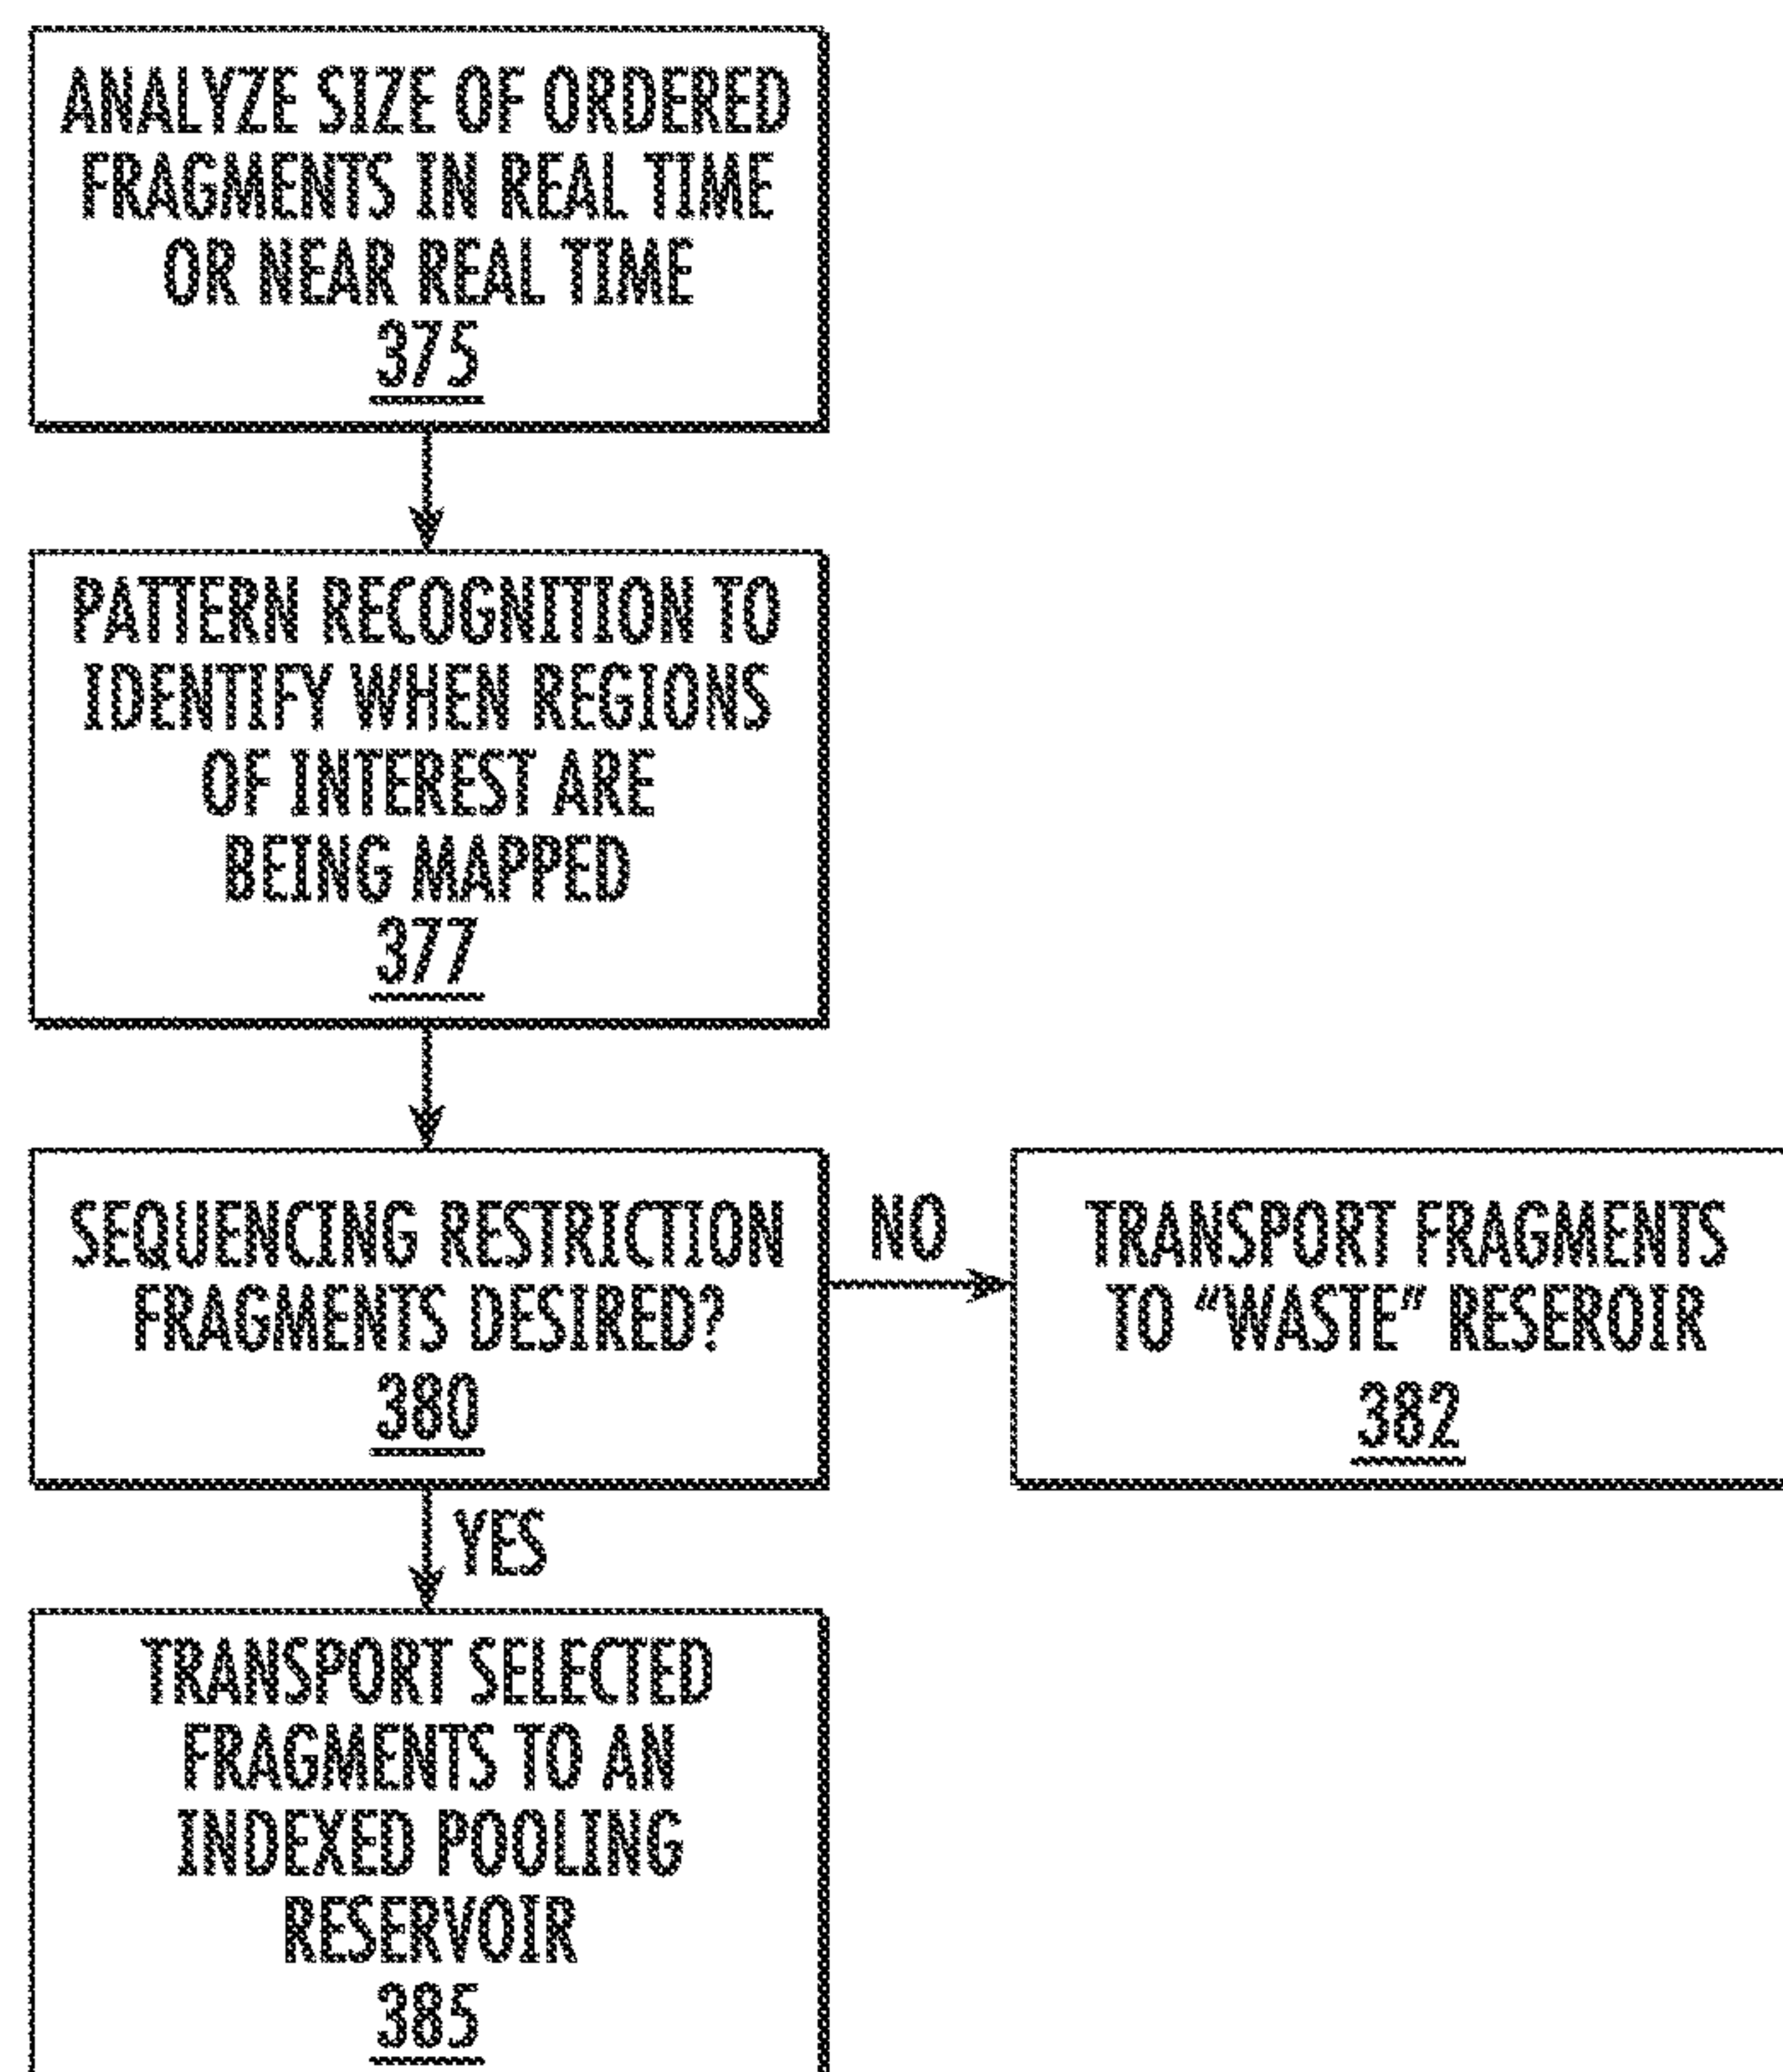 ANALYZE SIZE OF ORDERED
FRAGMENTS IN REAL TIME
OR NEAR REAL TIME
375
PATTERN RECOGNITION TO
IDENTIFY WHEN REGIONS
OF INTEREST ARE
BEING MAPPED
377
SEQUENCING RESTRICTION
FRAGMENTS DESIRED?
380
NO
TRANSPORT FRAGMENTS
TO “WASTE” RESEROIR
382
YES
TRANSPORT SELECTED
FRAGMENTS TO AN
INDEXED POOLING
RESERVOIR
385